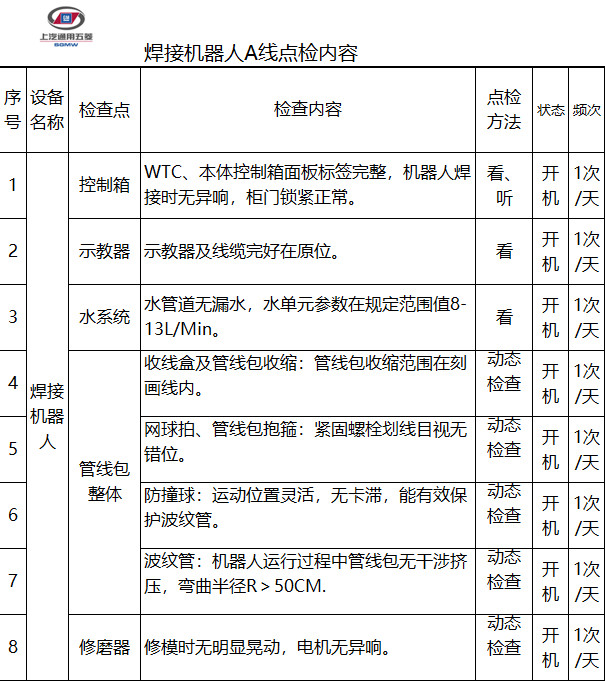 上汽通用五菱
SGMW
焊接机器人A线点检内容
序号 设备名称 检查点 检查内容 点检方法 状态 频次
1 焊接机器人 控制箱 WTC、本体控制箱面板标签完整，机器人焊接时无异响，柜门锁紧正常。 看、听 开机 1次/天
2 示教器 示教器及线缆完好在原位。 看 开机 1次/天
3 水系统 水管道无漏水，水单元参数在规定范围值8-13L/Min。 看 开机 1次/天
4 管线包整体 收线盒及管线包收缩：管线包收缩范围在刻画线内。 动态检查 开机 1次/天
5 网球拍、管线包抱箍：紧固螺栓划线目视无错位。 动态检查 开机 1次/天
6 防撞球：运动位置灵活，无卡滞，能有效保护波纹管。 动态检查 开机 1次/天
7 波纹管：机器人运行过程中管线包无干涉挤压，弯曲半径R＞50CM. 动态检查 开机 1次/天
8 修磨器 修模时无明显晃动，电机无异响。 动态检查 开机 1次/天